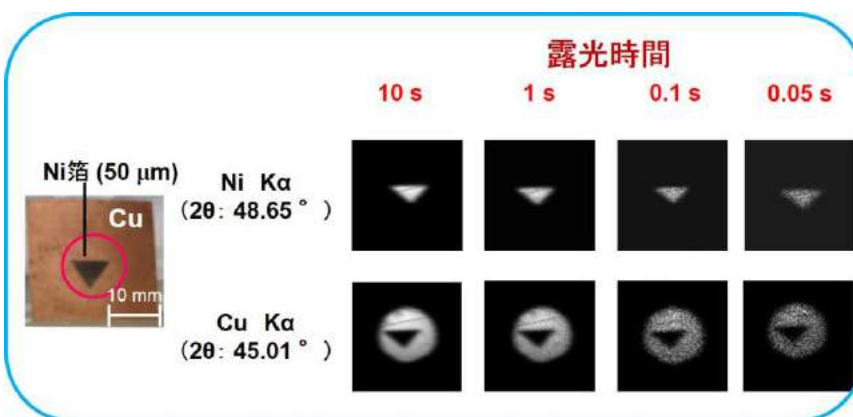 露光時間
10 s 1 s 0.1 s 0.05 s
Ni箔 (50 μm)
Ni Kα
(2θ: 48.65 °)
Cu
10 mm
Cu Kα
(2θ: 45.01 °)